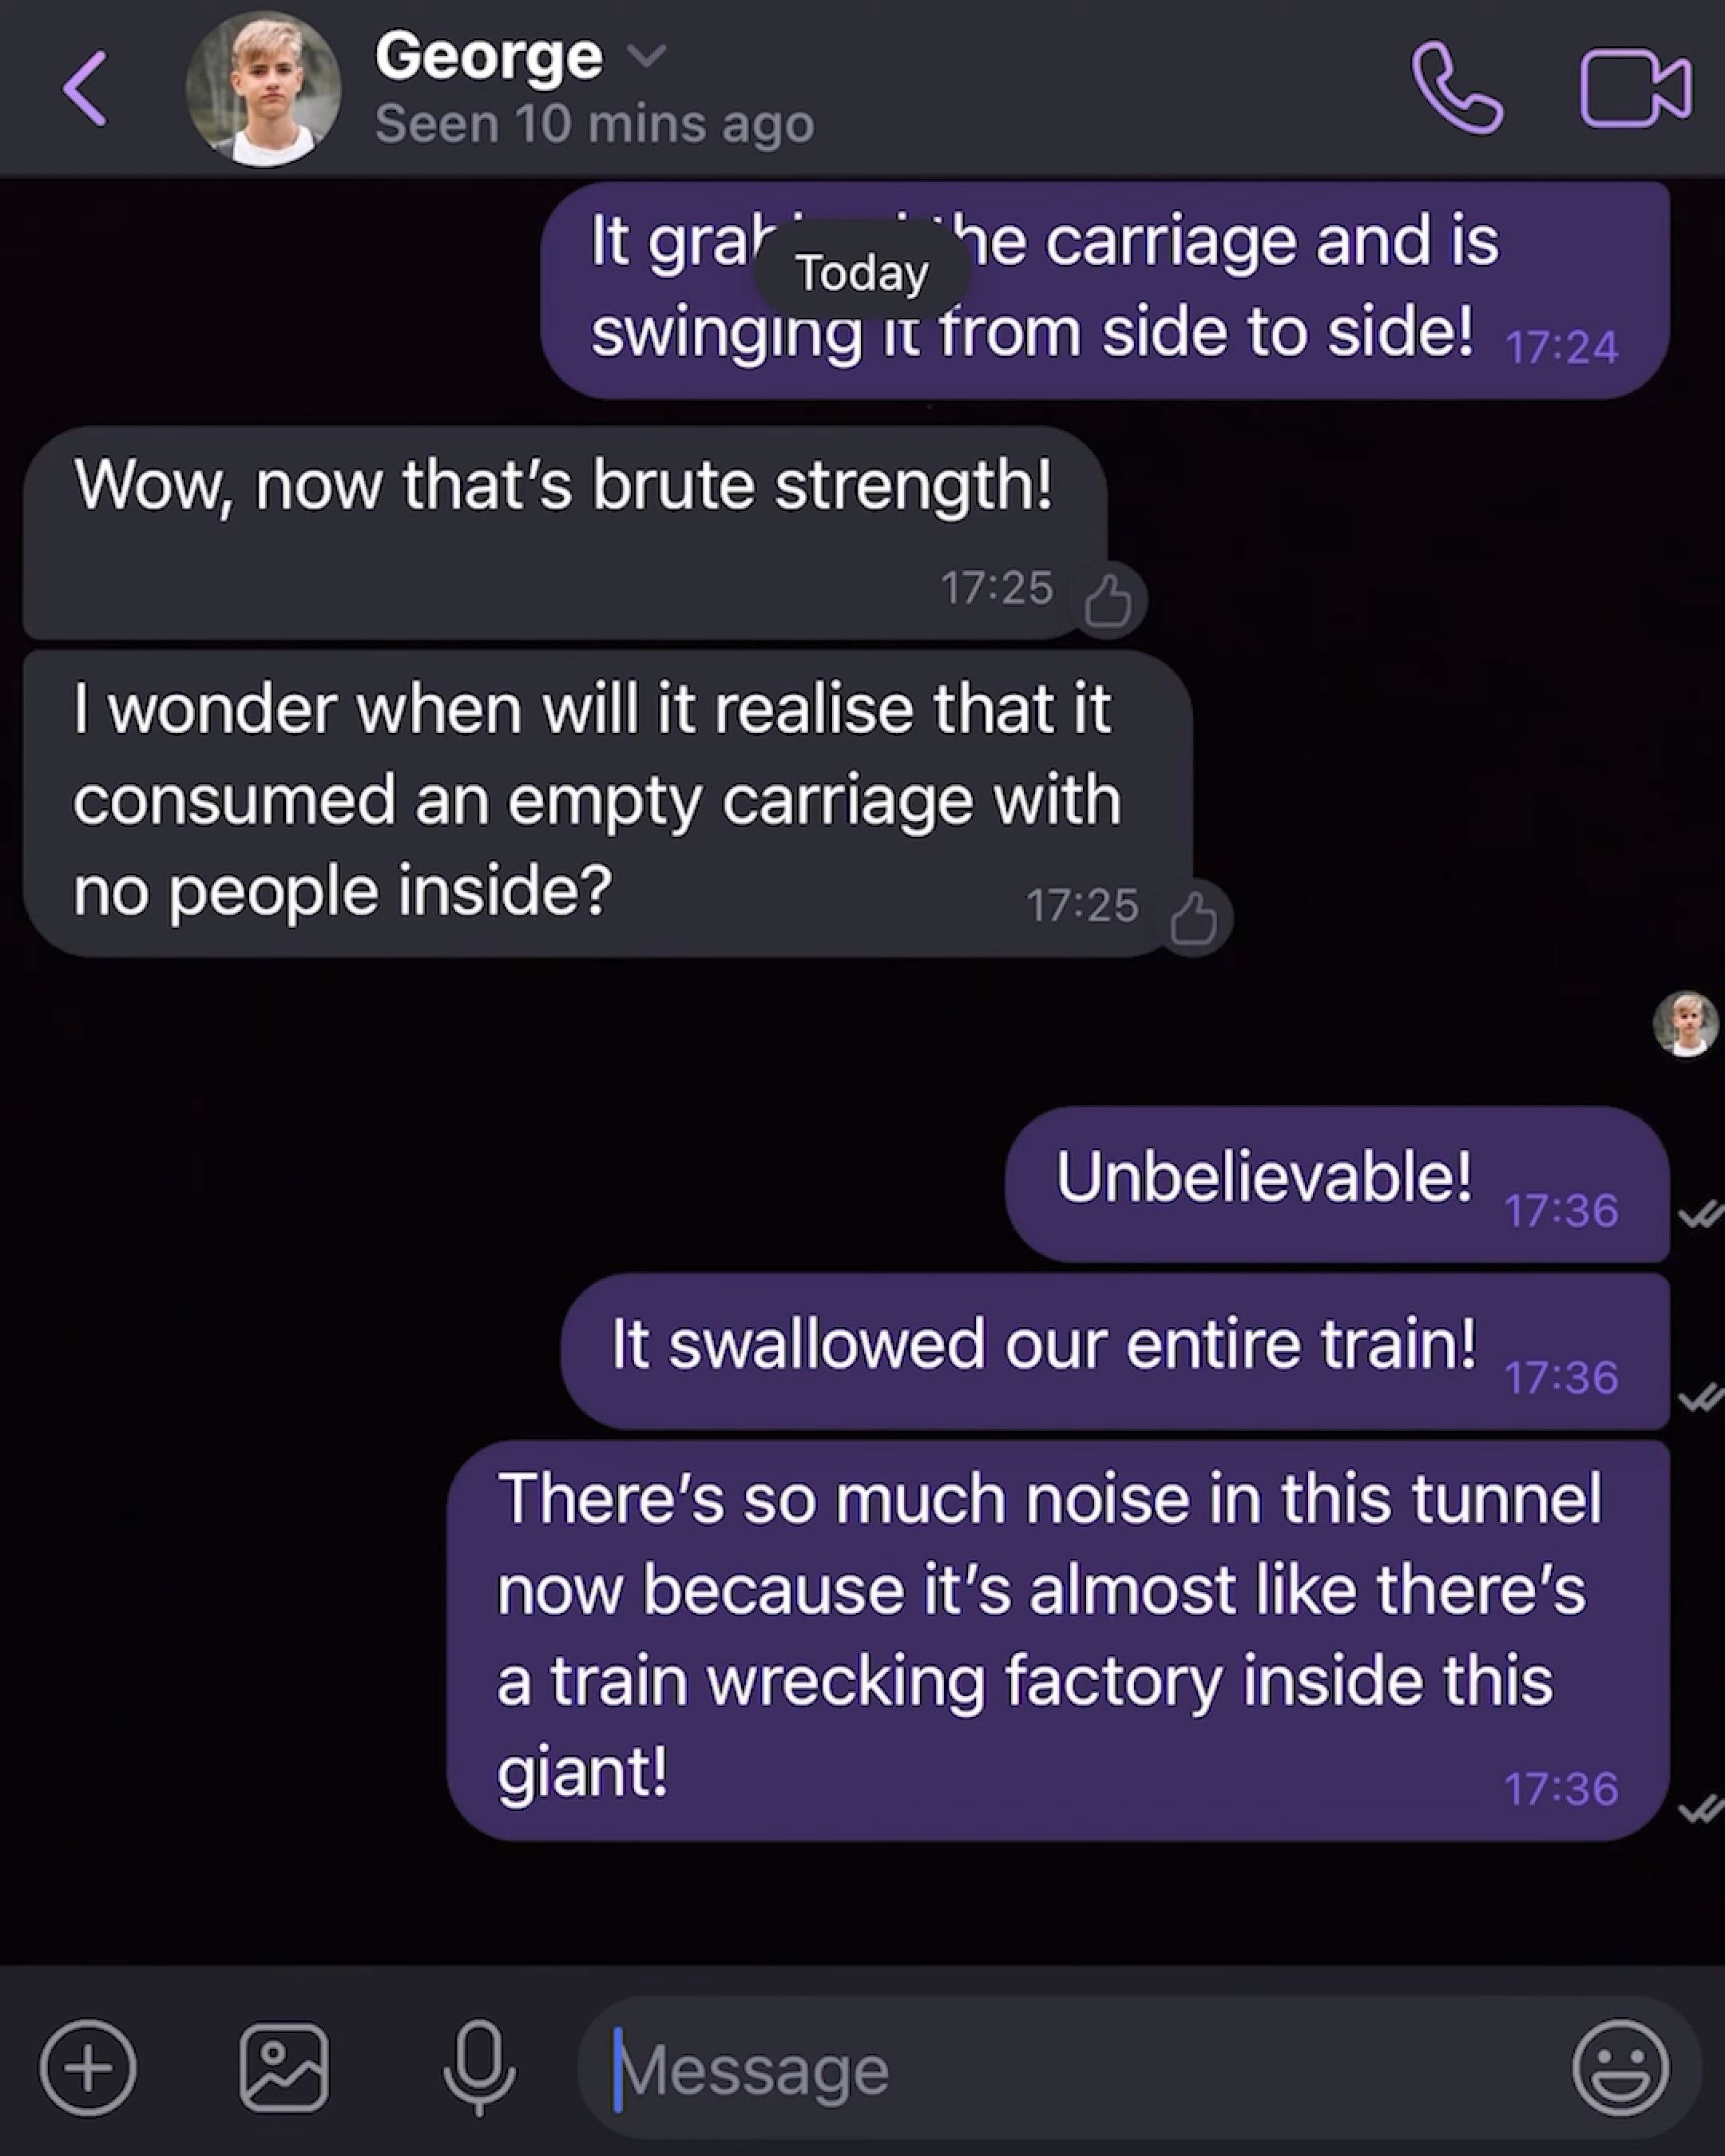 George
Seen 10 mins ago
It the carriage and is
Today
swinging it from side to side! 17:24
Wow, now that’s brute strength!
17:25
I wonder when will it realise that it
consumed an empty carriage with
no people inside? 17:25
Unbelievable! 17:36
It swallowed our entire train! 17:36
There’s so much noise in this tunnel
now because it’s almost like there’s
a train wrecking factory inside this
giant! 17:36
Message